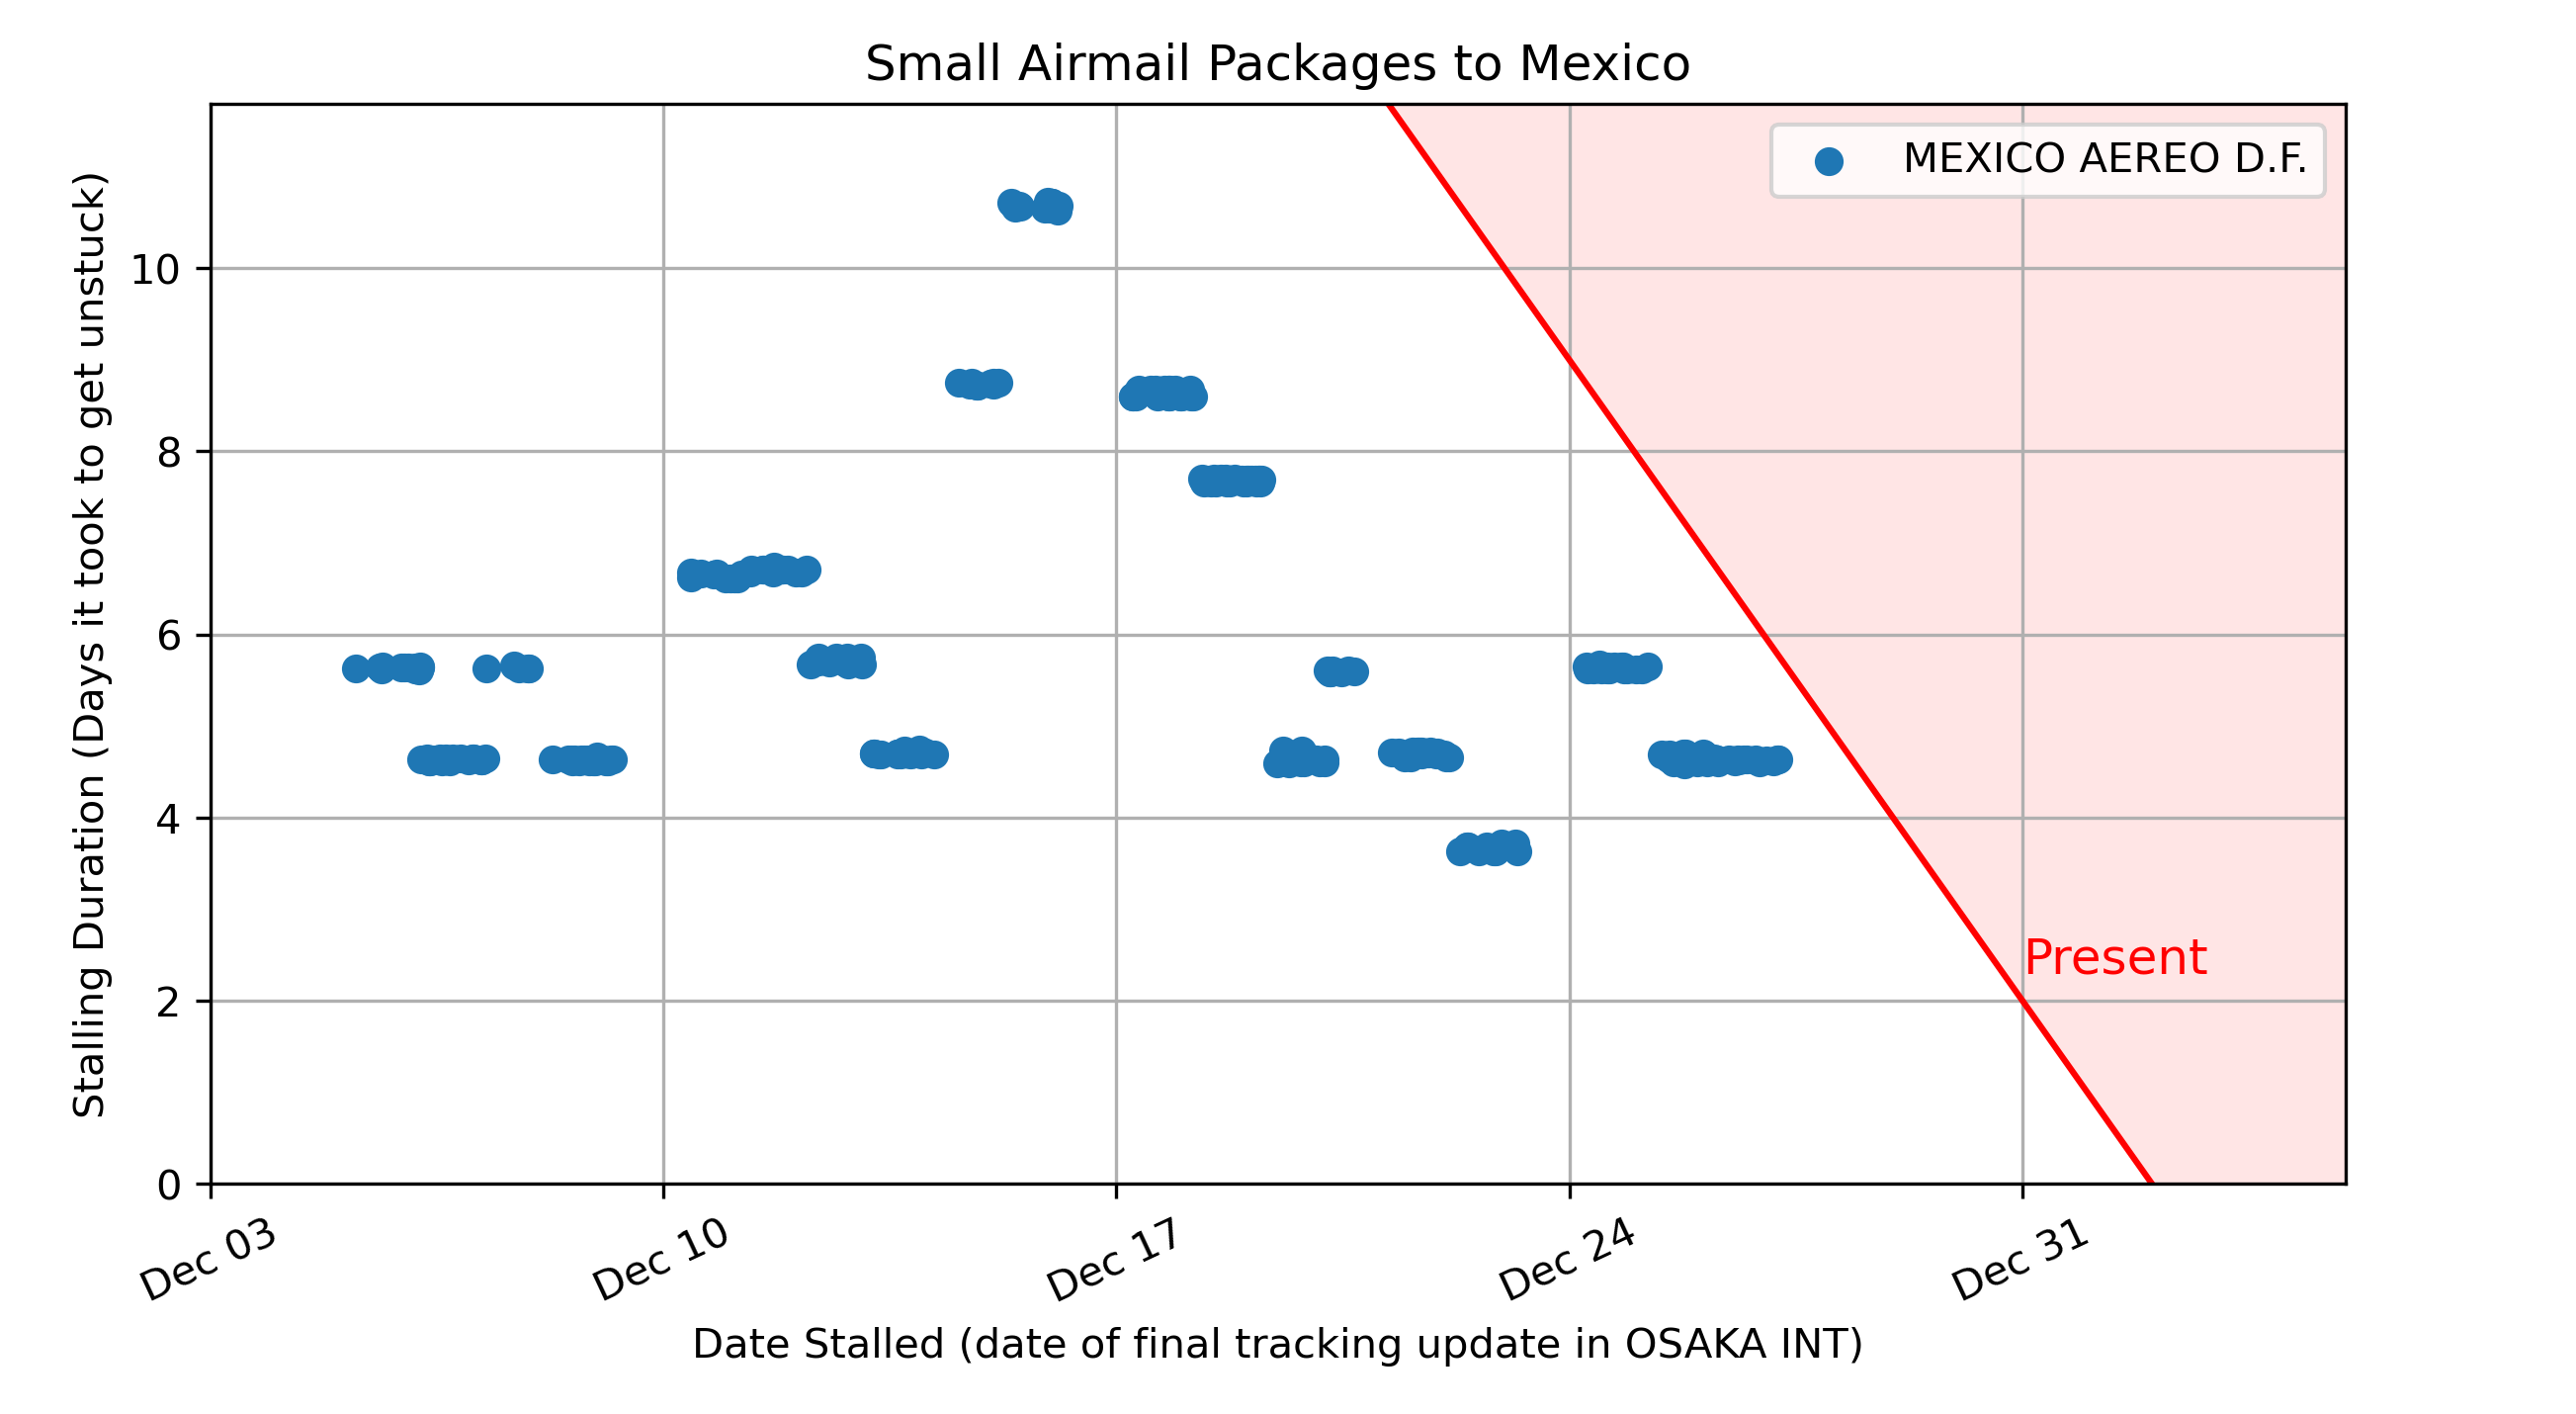 Small Airmail Packages to Mexico
MEXICO AEREO D.F.
Stalling Duration (Days it took to get unstuck)
10
8
6
4
2
0
Present
Dec 03
Dec 10
Dec 17
Dec 24
Dec 31
Date Stalled (date of final tracking update in OSAKA INT)